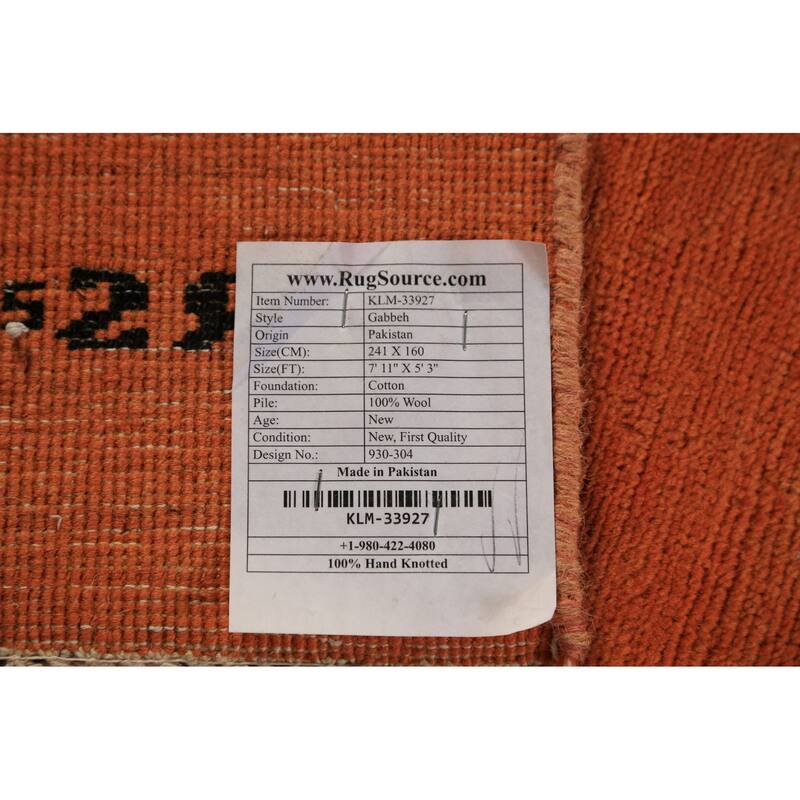 www.RugSource.com
Item Number: KLM-33927
Style Gabbeh
Origin Pakistan
Size(CM): 241 X 160
Size(FT): 7' 11" X 5' 3"
Foundation: Cotton
Pile: 100% Wool
Age: New
Condition: New, First Quality
Design No.: 930-304
Made in Pakistan
KLM-33927
+1-980-422-4080
100% Hand Knotted